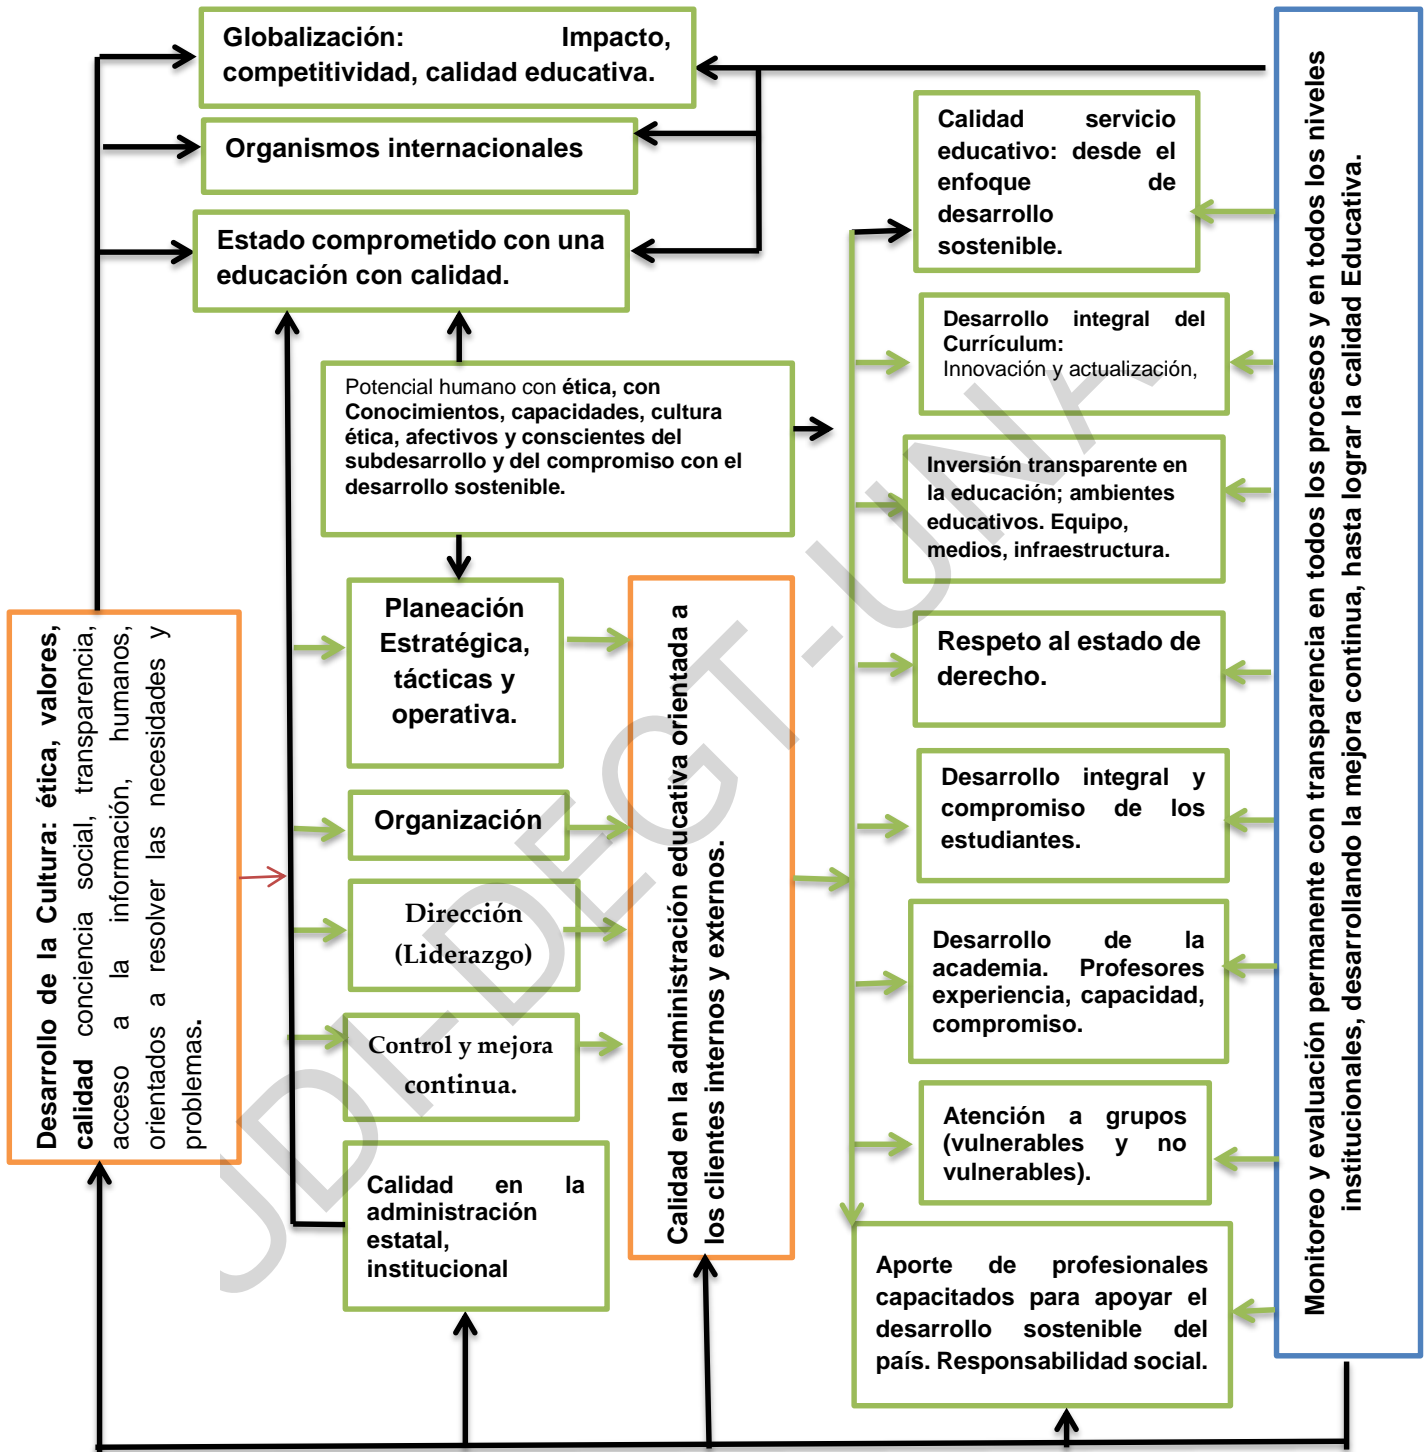 Globalización: Impacto,
competitividad, calidad educativa.
Organismos internacionales
Estado comprometido con una
educación con calidad.
Potencial humano con ética, con
Conocimientos, capacidades, cultura
ética, afectivos y conscientes del
subdesarrollo y del compromiso con el
desarrollo sostenible.
Planeación
Estratégica,
tácticas y
operativa.
Organización
Dirección
(Liderazgo)
Control y mejora
continua.
Calidad en la
administración
estatal,
institucional
Desarrollo de la Cultura: ética, valores,
calidad conciencia social, transparencia,
acceso a la información, humanos,
orientados a resolver las necesidades y
problemas.
Calidad en la administración educativa orientada a
los clientes internos y externos.
Calidad servicio
educativo: desde el
enfoque de
desarrollo
sostenible.
Desarrollo integral del
Currículum:
Innovación y actualización,
Inversión transparente en
la educación; ambientes
educativos. Equipo,
medios, infraestructura.
Respeto al estado de
derecho.
Desarrollo integral y
compromiso de los
estudiantes.
Desarrollo de la
academia. Profesores
experiencia, capacidad,
compromiso.
Atención a grupos
(vulnerables y no
vulnerables).
Aporte de profesionales
capacitados para apoyar el
desarrollo sostenible del
país. Responsabilidad social.
Monitoreo y evaluación permanente con transparencia en todos los procesos y en todos los niveles
institucionales, desarrollando la mejora continua, hasta lograr la calidad Educativa.
UDI-DEGT-UNA